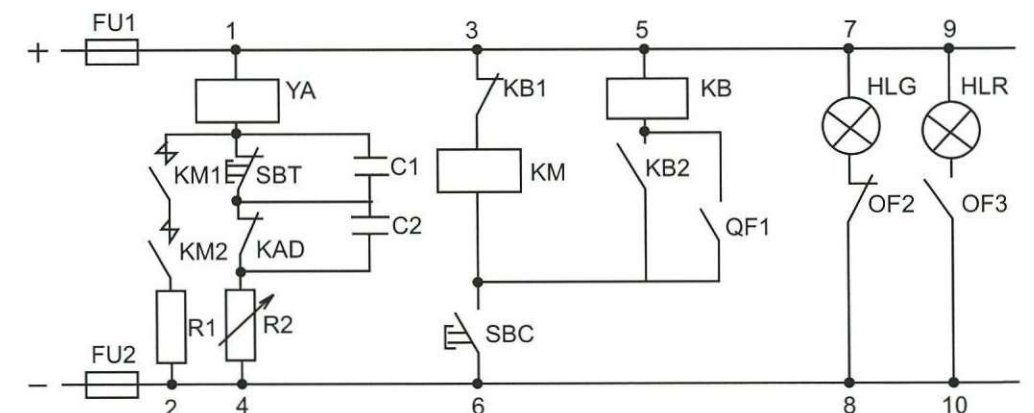 FU1 1 3 5 7 9
+
YA KB1 KB HLG HLR
KM1 SBT C1 KM KB2
C2 QF1 OF2 OF3
KM2 KAD
R1 R2 SBC
FU2
−
2 4 6 8 10